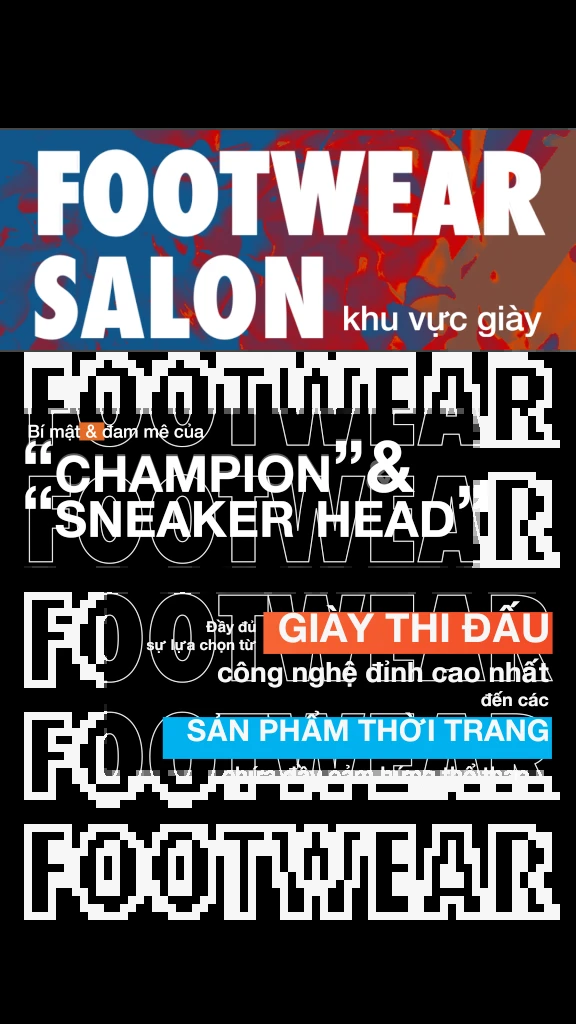 FOOTWEAR
SALON
khu vực giày
FOOTWEAR
Bí mật & đam mê của
“CHAMPION” &
“SNEAKER HEAD”
FOOTWEAR
FOOTWEAR
Đầy đủ
sự lựa chọn từ
GIÀY THI ĐẤU
công nghệ đỉnh cao nhất
đến các
SẢN PHẨM THỜI TRANG
FOOTWEAR
FOOTWEAR